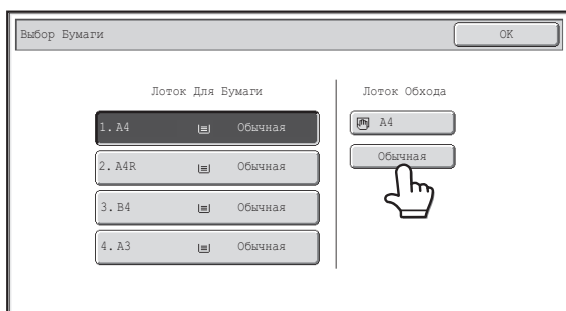 Выбор Бумаги
OK
Лоток Для Бумаги
1. A4 Обычная
2. A4R Обычная
3. B4 Обычная
4. A3 Обычная
Лоток Обхода
A4
Обычная